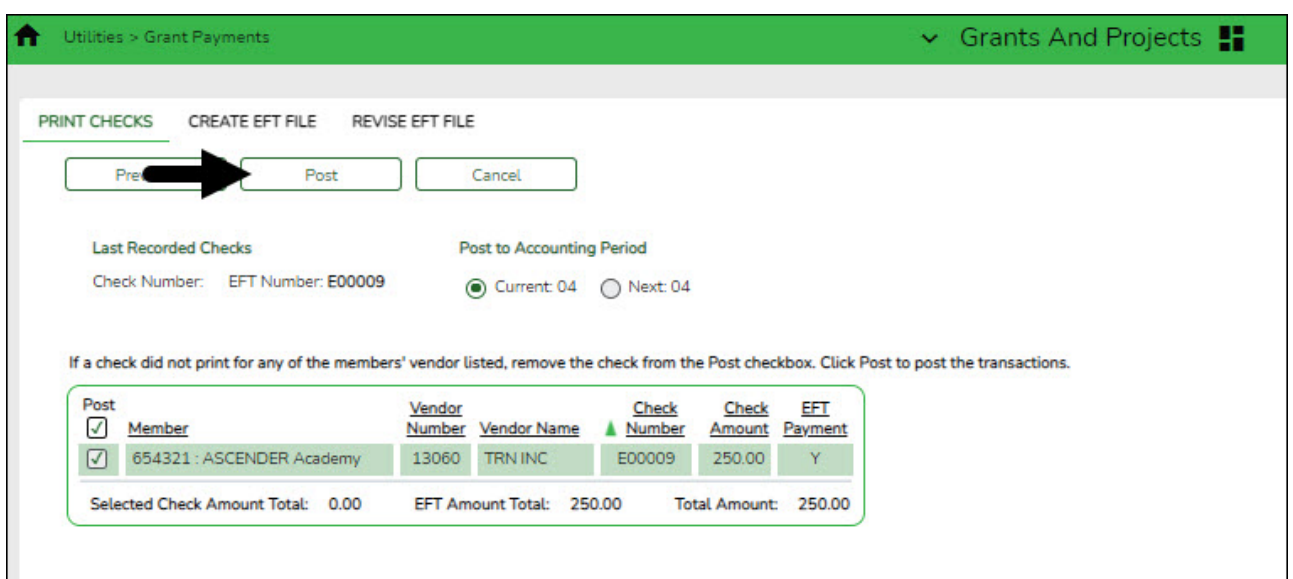 Utilities > Grant Payments
Grants And Projects
PRINT CHECKS CREATE EFT FILE REVISE EFT FILE
Post Cancel
Last Recorded Checks Post to Accounting Period
Check Number: EFT Number: E00009 Current: 04 Next: 04
If a check did not print for any of the members' vendor listed, remove the check from the Post checkbox. Click Post to post the transactions.
Post Vendor Check Check EFT
Member Number Vendor Name Number Amount Payment
654321 : ASCENDER Academy 13060 TRN INC E00009 250.00 Y
Selected Check Amount Total: 0.00 EFT Amount Total: 250.00 Total Amount: 250.00